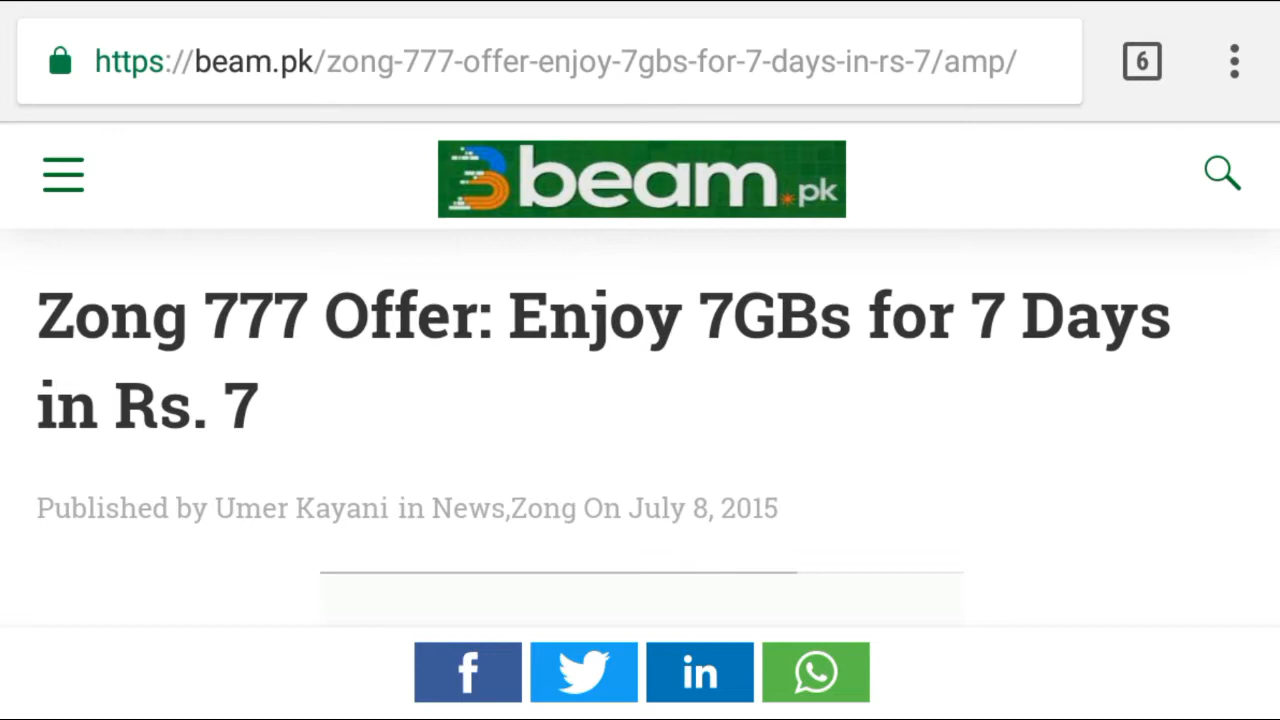 https://beam.pk/zong-777-offer-enjoy-7gbs-for-7-days-in-rs-7/amp/
6
beam.pk
Zong 777 Offer: Enjoy 7GBs for 7 Days
in Rs. 7
Published by Umer Kayani in News,Zong On July 8, 2015
f
in